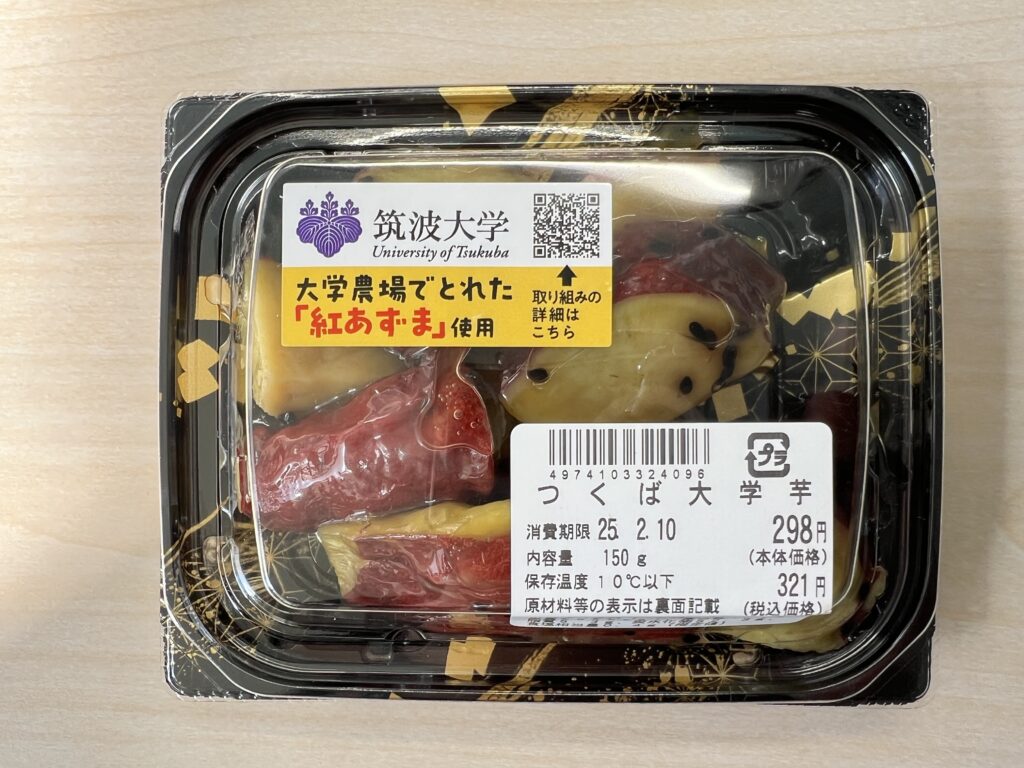 筑波大学
University of Tsukuba
大学農場でとれた
「紅あずま」使用
取り組みの
詳細は
こちら
4974103324096
プラ
つくば大学芋
消費期限 25. 2.10
298円
内容量 150g
(本体価格)
保存温度 10℃以下
321円
原材料等の表示は裏面記載 (税込価格)